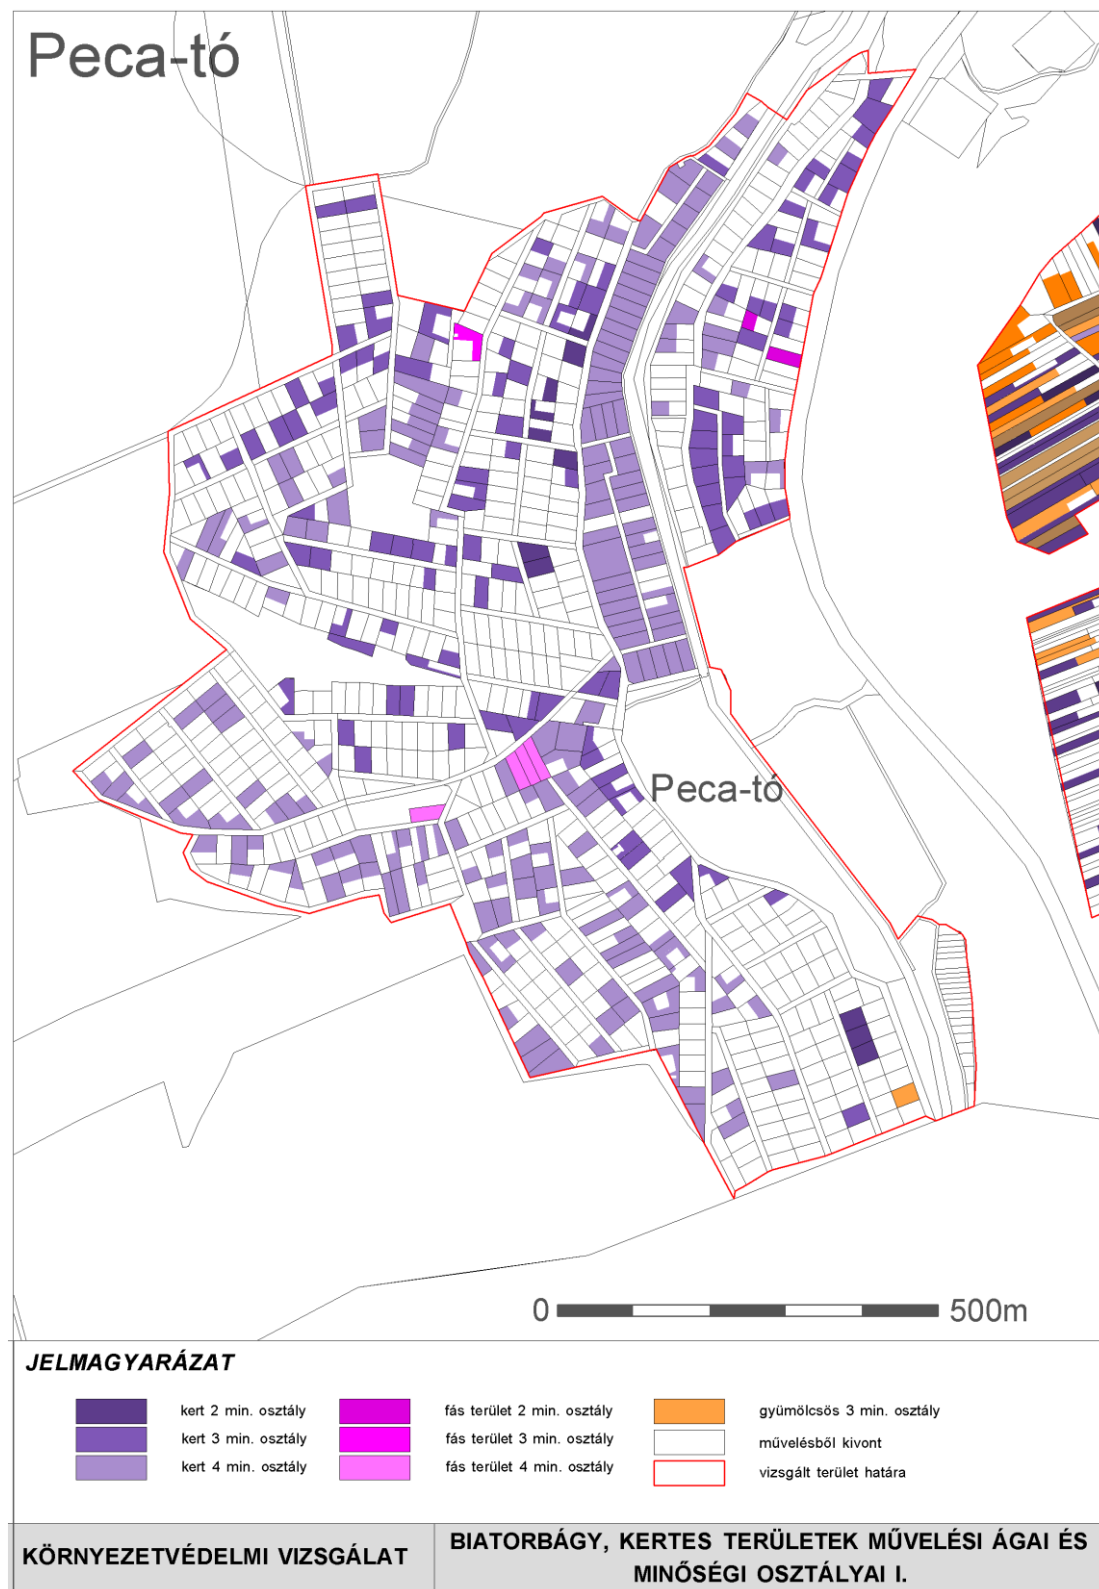 Peca-tó
Peca-tó
0 500m
JELMAGYARÁZAT
kert 2 min. osztály
kert 3 min. osztály
kert 4 min. osztály
fás terület 2 min. osztály
fás terület 3 min. osztály
fás terület 4 min. osztály
gyümölcsös 3 min. osztály
művelésből kivont
vizsgált terület határa
KÖRNYEZETVÉDELMI VIZSGÁLAT
BIATORBÁGY, KERTES TERÜLETEK MŰVELÉSI ÁGAI ÉS
MINŐSÉGI OSZTÁLYAI I.